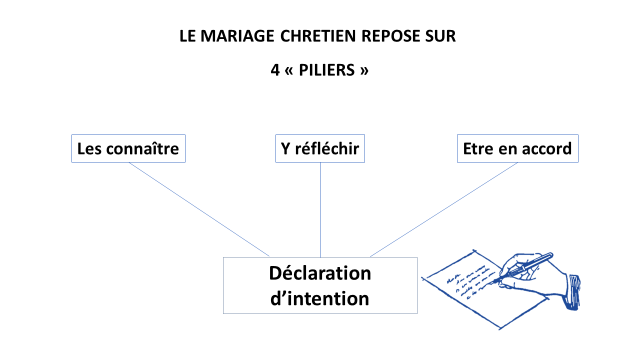 LE MARIAGE CHRETIEN REPOSE SUR
4 « PILIERS »
Les connaître
Y réfléchir
Etre en accord
Déclaration
d’intention